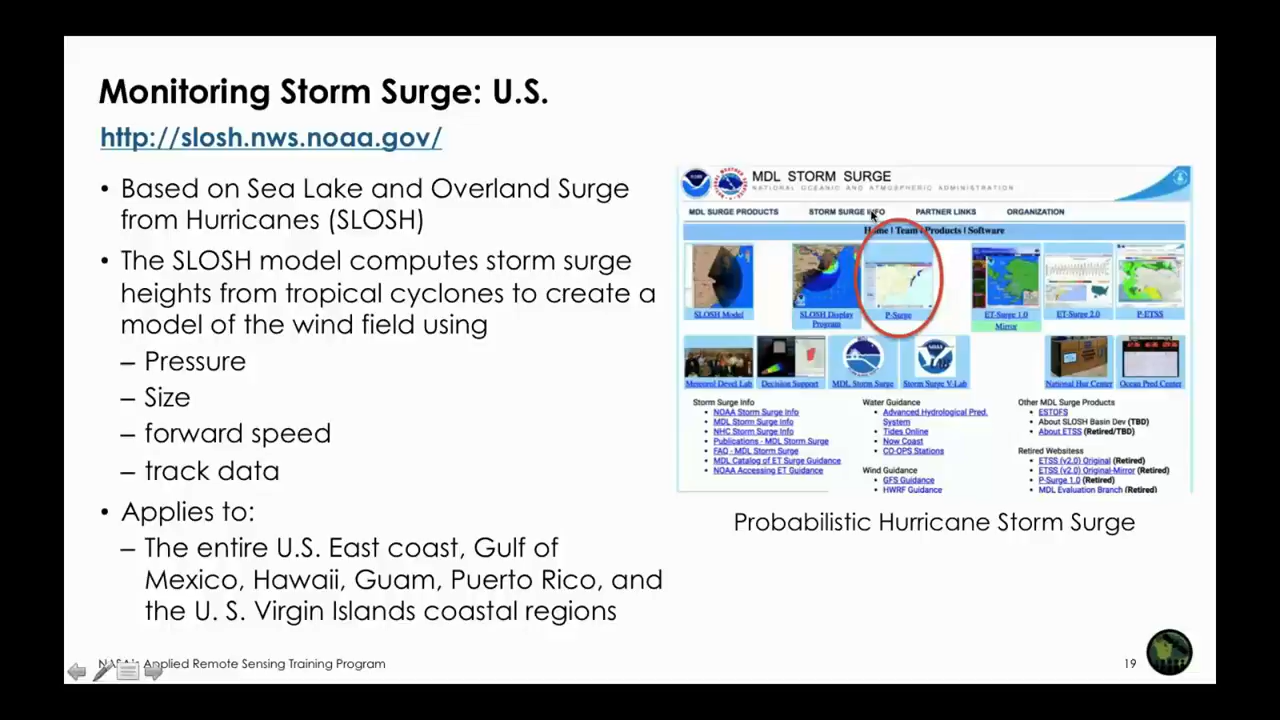 Monitoring Storm Surge: U.S.
http://slosh.nws.noaa.gov/
• Based on Sea Lake and Overland Surge
from Hurricanes (SLOSH)
• The SLOSH model computes storm surge
heights from tropical cyclones to create a
model of the wind field using
– Pressure
– Size
– forward speed
– track data
• Applies to:
– The entire U.S. East coast, Gulf of
Mexico, Hawaii, Guam, Puerto Rico, and
the U. S. Virgin Islands coastal regions
MDL STORM SURGE
NATIONAL OCEANIC AND ATMOSPHERIC ADMINISTRATION
MDL SURGE PRODUCTS STORM SURGE INFO PARTNER LINKS ORGANIZATION
Home | Team | Products | Software
SLOSH Model SLOSH Display P-Surge ET-Surge 1.0 ET-Surge 2.0 P-ETSS
Program Mirror
Meteorol Devel Lab Decision Support MDL Storm Surge Storm Surge V-Lab National Hur Center Ocean Pred Center
Storm Surge Info
• NOAA Storm Surge Info
• MDL Storm Surge Info
• NHC Storm Surge Info
• Publications - MDL Storm Surge
• FAQ - MDL Storm Surge
• MDL Catalog of ET Surge Guidance
• NOAA Accessing ET Guidance
Water Guidance
• Advanced Hydrological Pred.
System
• Tides Online
• Now Coast
• CO-OPS Stations
Wind Guidance
• GFS Guidance
• HWRF Guidance
Other MDL Surge Products
• ESTOFS
• About SLOSH Basin Dev (TBD)
• About ETSS (Retired/TBD)
Retired Websitess
• ETSS (v2.0) Original (Retired)
• ETSS (v2.0) Original-Mirror (Retired)
• P-Surge 1.0 (Retired)
• MDL Evaluation Branch (Retired)
Probabilistic Hurricane Storm Surge
Applied Remote Sensing Training Program
19